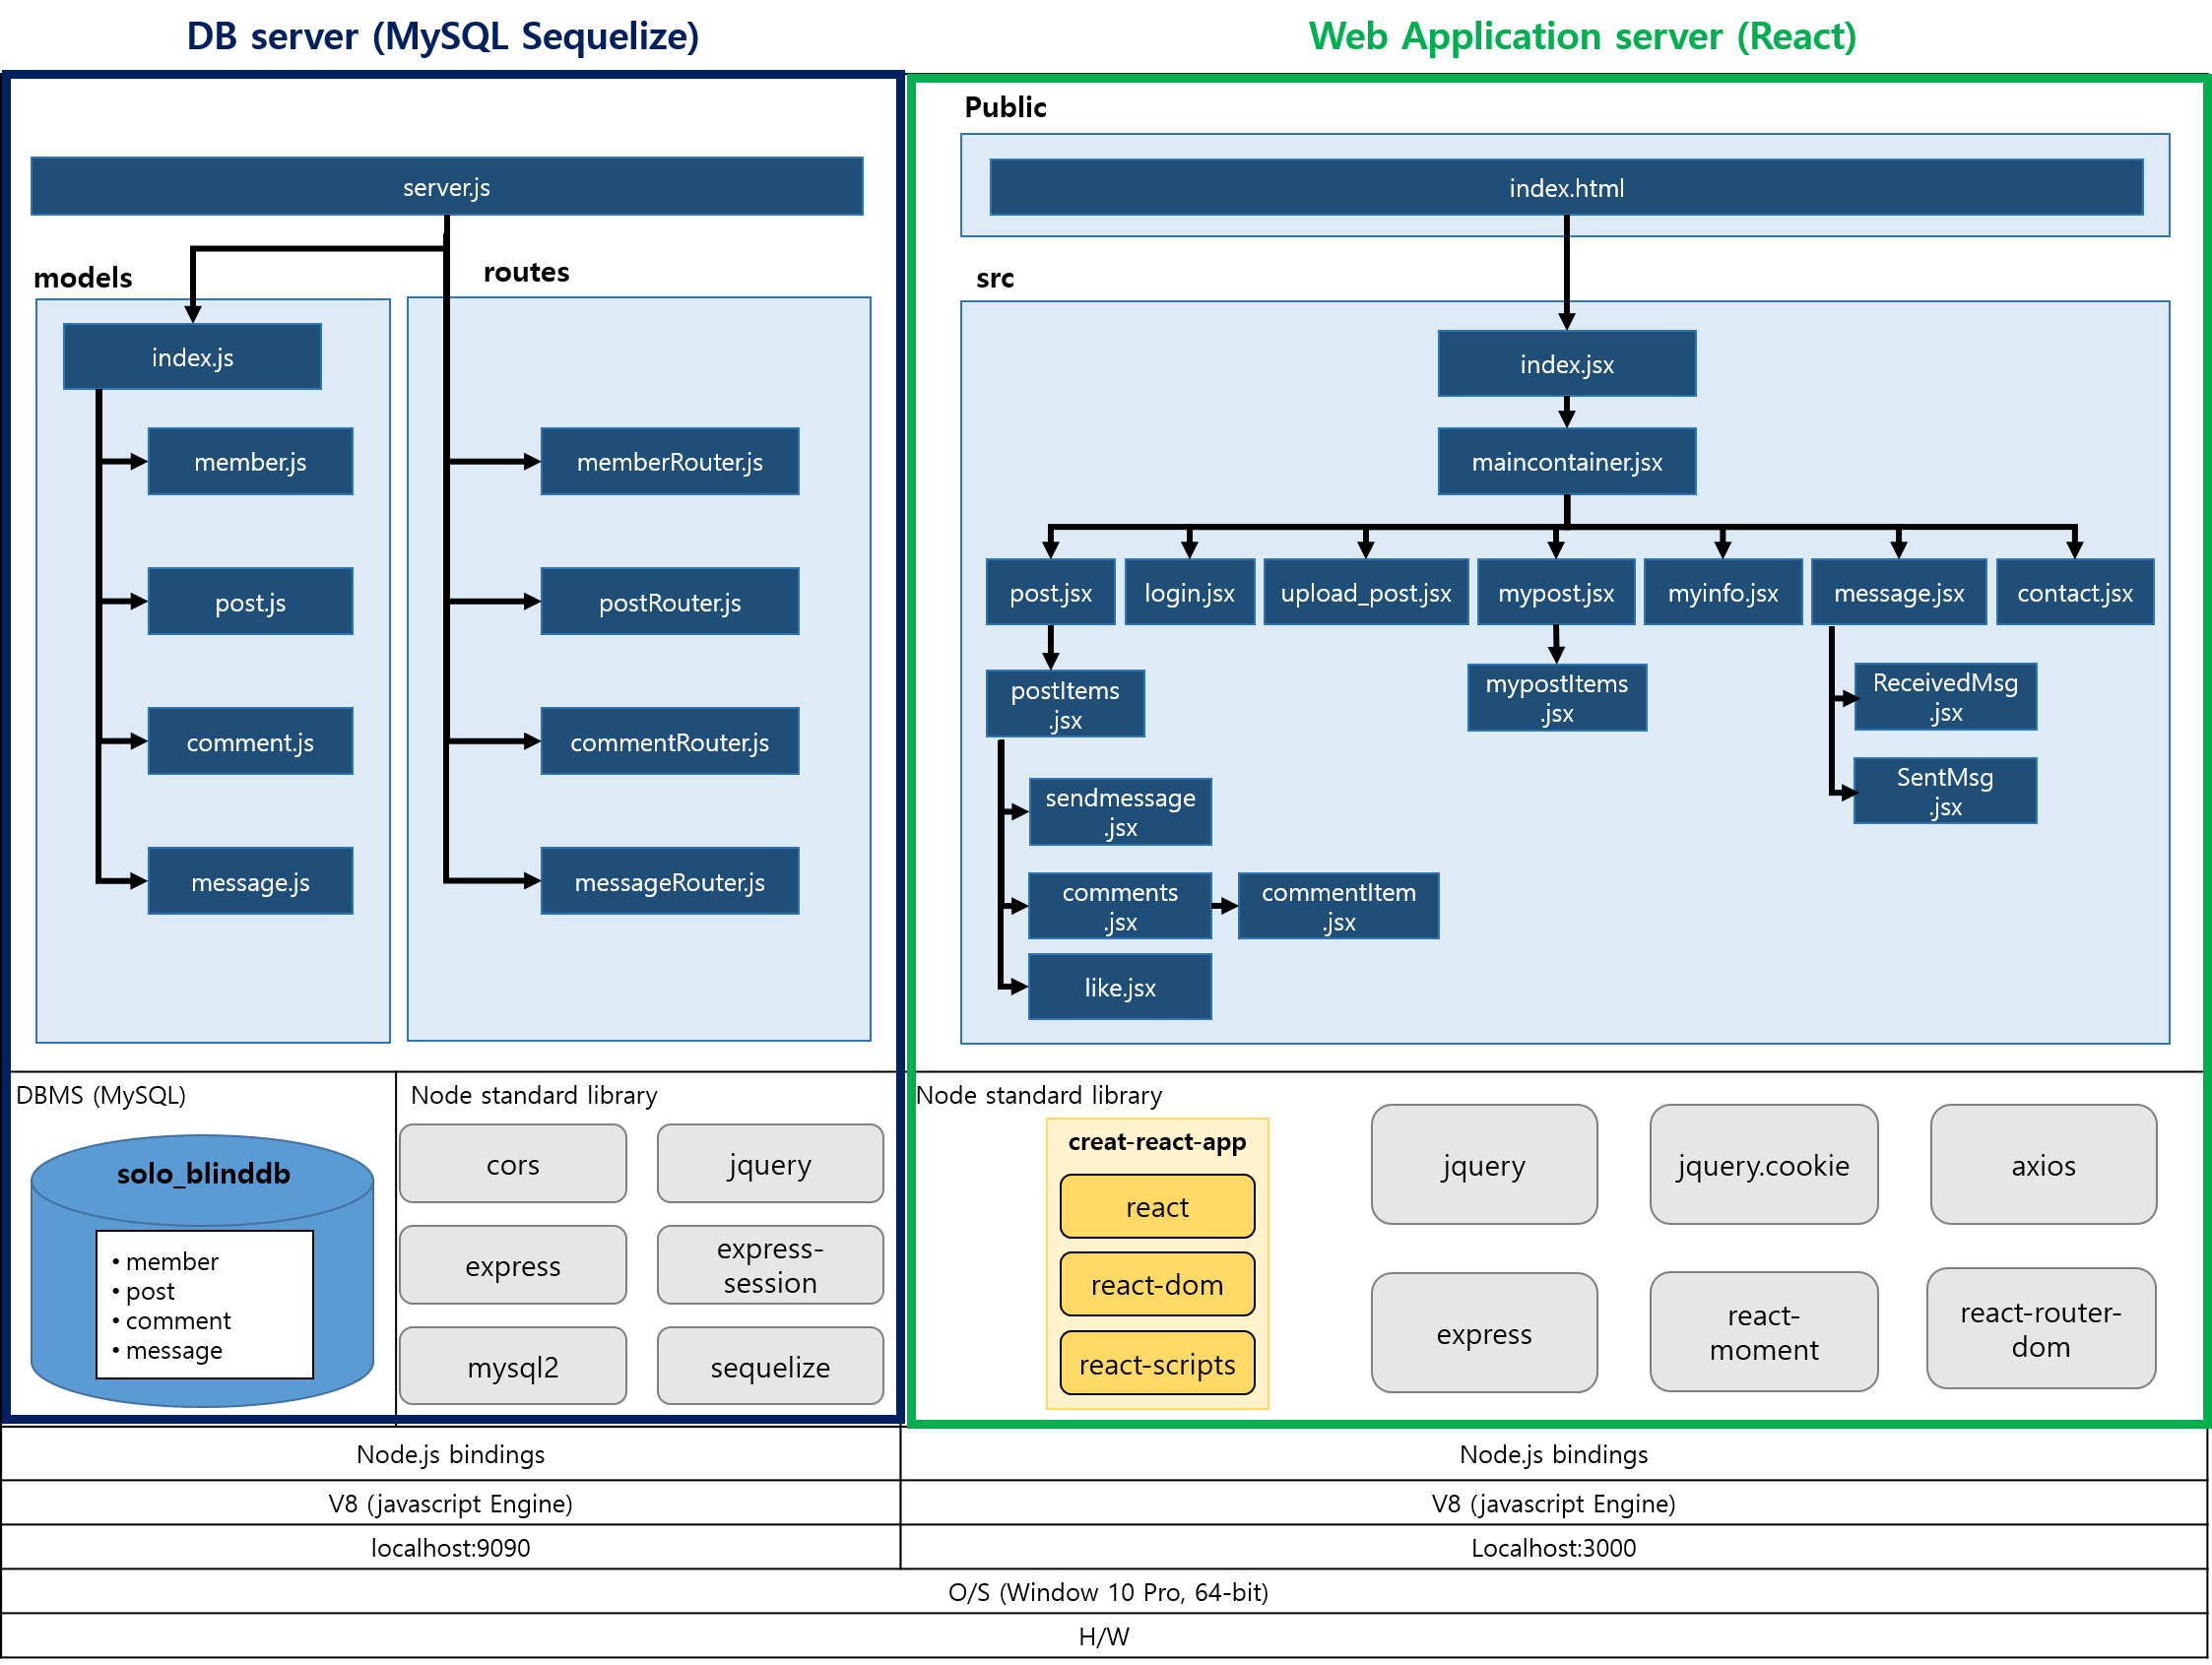 DB server (MySQL Sequelize)
server.js
models
routes
index.js
member.js
post.js
comment.js
message.js
memberRouter.js
postRouter.js
commentRouter.js
messageRouter.js
DBMS (MySQL)
solo_blinddb
• member
• post
• comment
• message
Node standard library
cors
jquery
express
express-
session
mysql2
sequelize
Web Application server (React)
Public
index.html
src
index.jsx
maincontainer.jsx
post.jsx
login.jsx
upload_post.jsx
mypost.jsx
myinfo.jsx
message.jsx
contact.jsx
postItems
.jsx
mypostItems
.jsx
ReceivedMsg
.jsx
SentMsg
.jsx
sendmessage
.jsx
comments
.jsx
commentItem
.jsx
like.jsx
Node standard library
creat-react-app
react
react-dom
react-scripts
jquery
jquery.cookie
axios
express
react-
moment
react-router-
dom
Node.js bindings
Node.js bindings
V8 (javascript Engine)
V8 (javascript Engine)
localhost:9090
Localhost:3000
O/S (Window 10 Pro, 64-bit)
H/W